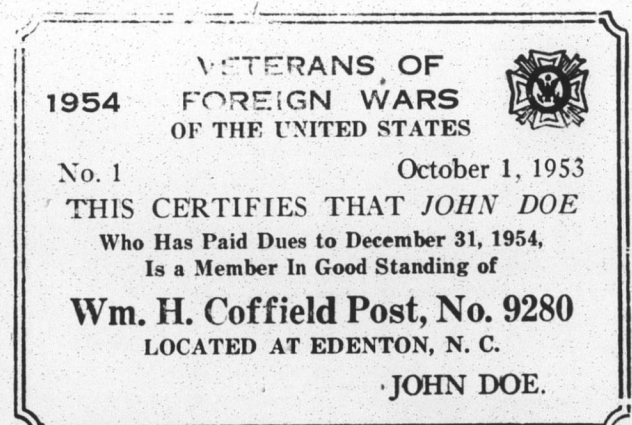 VETERANS OF
1954 FOREIGN WARS
OF THE UNITED STATES
No. 1 October 1, 1953
THIS CERTIFIES THAT JOHN DOE
Who Has Paid Dues to December 31, 1954,
Is a Member In Good Standing of
Wm. H. Coffield Post, No. 9280
LOCATED AT EDENTON, N. C.
JOHN DOE.